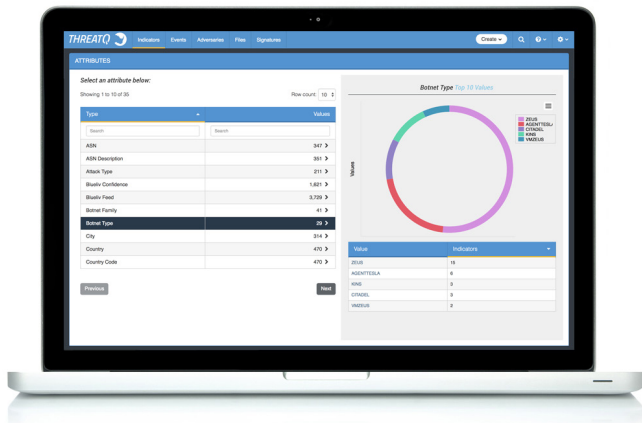 THREATQ
Indicators Events Adversaries Files Signatures Create
ATTRIBUTES
Select an attribute below:
Showing 1 to 10 of 35 Row count: 10
Type Values
Search Search
ASN 347
ASN Description 351
Attack Type 211
Blueliv Confidence 1,821
Blueliv Feed 3,729
Botnet Family 41
Botnet Type 29
City 314
Country 470
Country Code 470
Previous Next
Botnet Type Top 10 Values
ZEUS
AGENTTESLA
CITADEL
KINS
VMZEUS
Values
Value Indicators
ZEUS 15
AGENTTESLA 6
KINS 3
CITADEL 3
VMZEUS 2